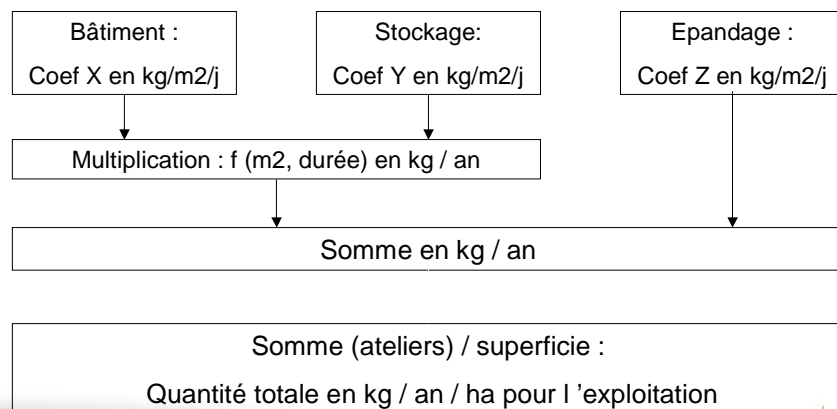 Bâtiment :
Coef X en kg/m2/j
Stockage:
Coef Y en kg/m2/j
Epandage :
Coef Z en kg/m2/j
Multiplication : f (m2, durée) en kg / an
Somme en kg / an
Somme (ateliers) / superficie :
Quantité totale en kg / an / ha pour l ’exploitation